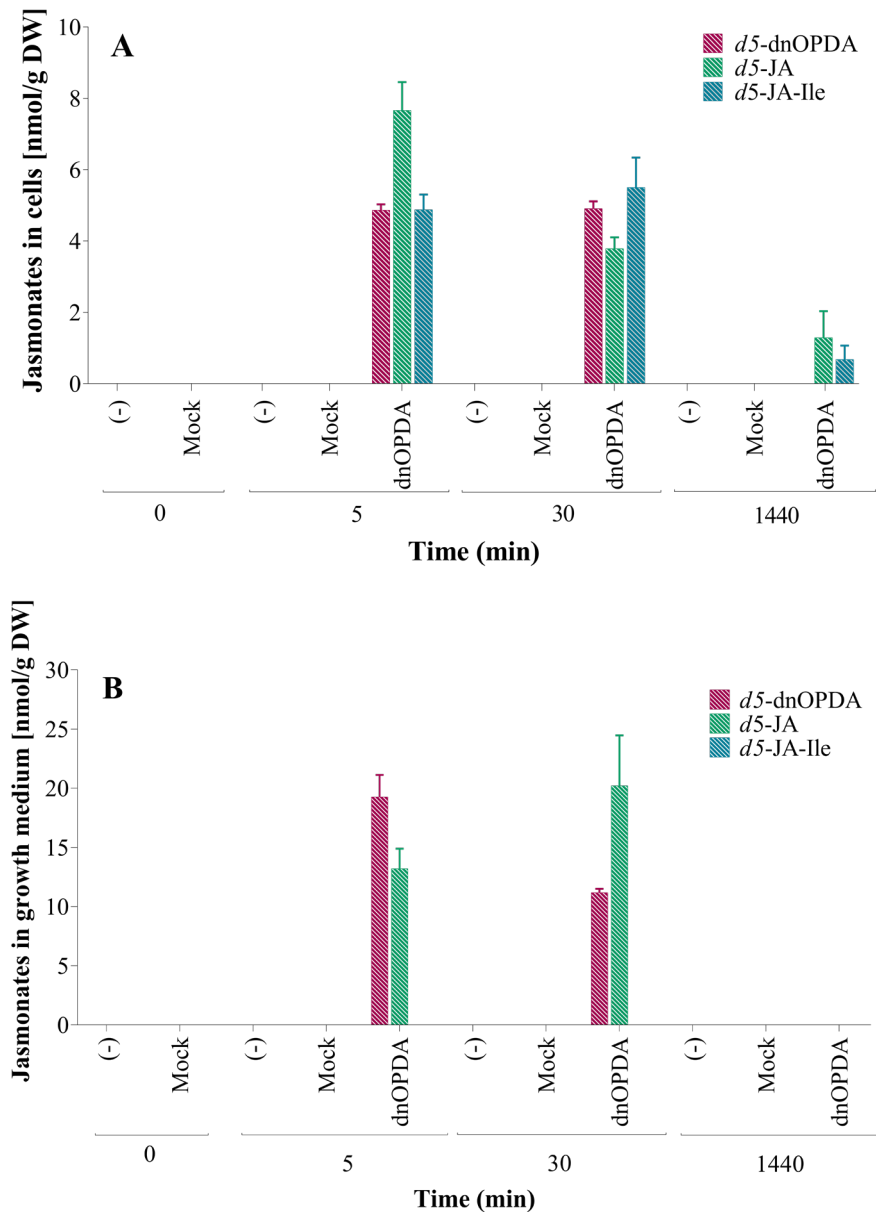 A
d5-dnOPDA
d5-JA
d5-JA-Ile
Jasmonates in cells [nmol/g DW]
10
8
6
4
2
0
(-)
Mock
(-)
Mock
dnOPDA
(-)
Mock
dnOPDA
(-)
Mock
dnOPDA
0
5
30
1440
Time (min)
B
d5-dnOPDA
d5-JA
d5-JA-Ile
Jasmonates in growth medium [nmol/g DW]
30
25
20
15
10
5
0
(-)
Mock
(-)
Mock
dnOPDA
(-)
Mock
dnOPDA
(-)
Mock
dnOPDA
0
5
30
1440
Time (min)